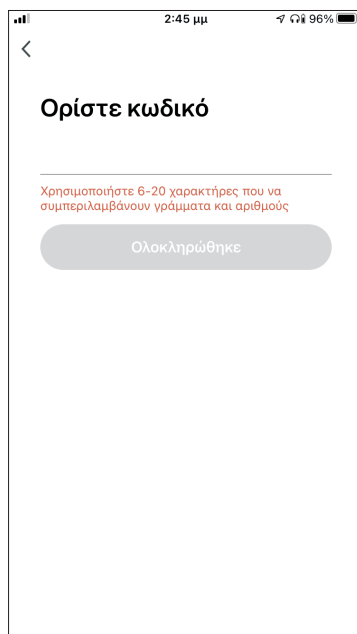 2:45 μμ 96%
Ορίστε κωδικό
Χρησιμοποιήστε 6-20 χαρακτήρες που να
συμπεριλαμβάνουν γράμματα και αριθμούς
Ολοκληρώθηκε